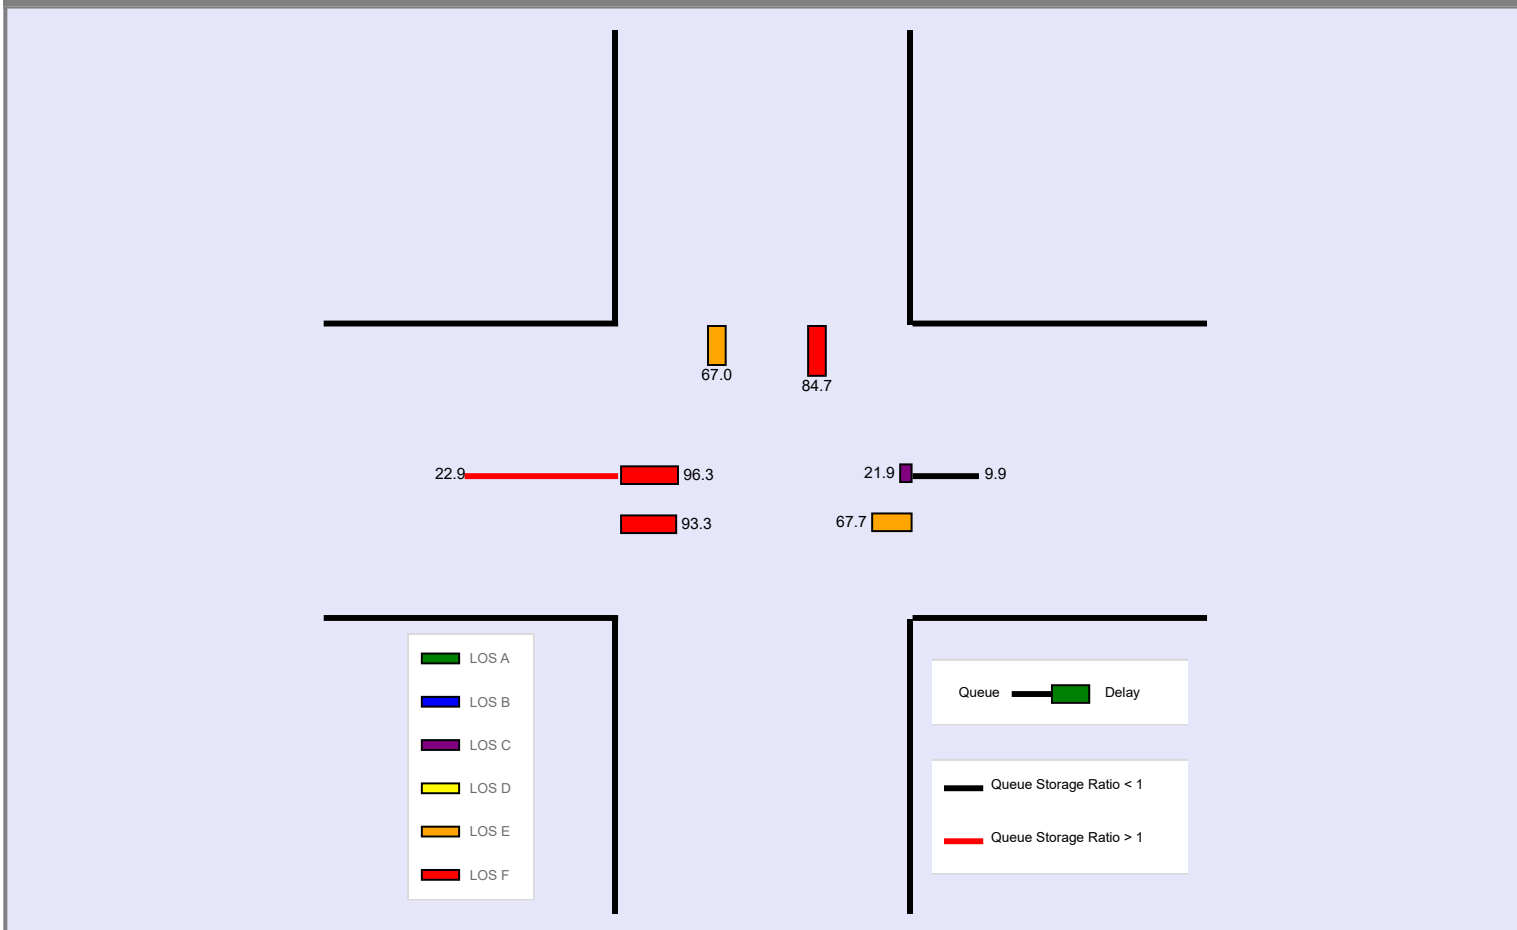 67.0
84.7
22.9
96.3
21.9
9.9
93.3
67.7
LOS A
LOS B
LOS C
LOS D
LOS E
LOS F
Queue
Delay
Queue Storage Ratio < 1
Queue Storage Ratio > 1